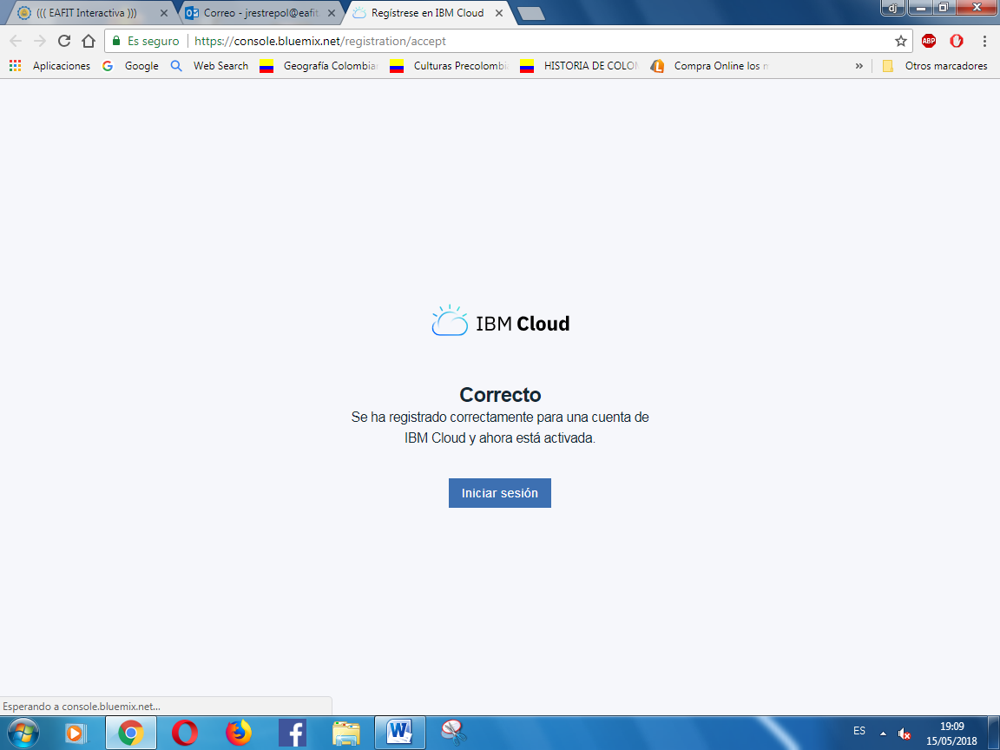 ((( EAFIT Interactiva )))
Correo - jrestrepol@eafit
Regístrese en IBM Cloud
dj
Es seguro
https://console.bluemix.net/registration/accept
ABP
Aplicaciones
Google
Web Search
Geografía Colombian
Culturas Precolombi
HISTORIA DE COLO
Compra Online los
»
Otros marcadores
IBM Cloud
Correcto
Se ha registrado correctamente para una cuenta de
IBM Cloud y ahora está activada.
Iniciar sesión
Esperando a console.bluemix.net...
ES
19:09
15/05/2018